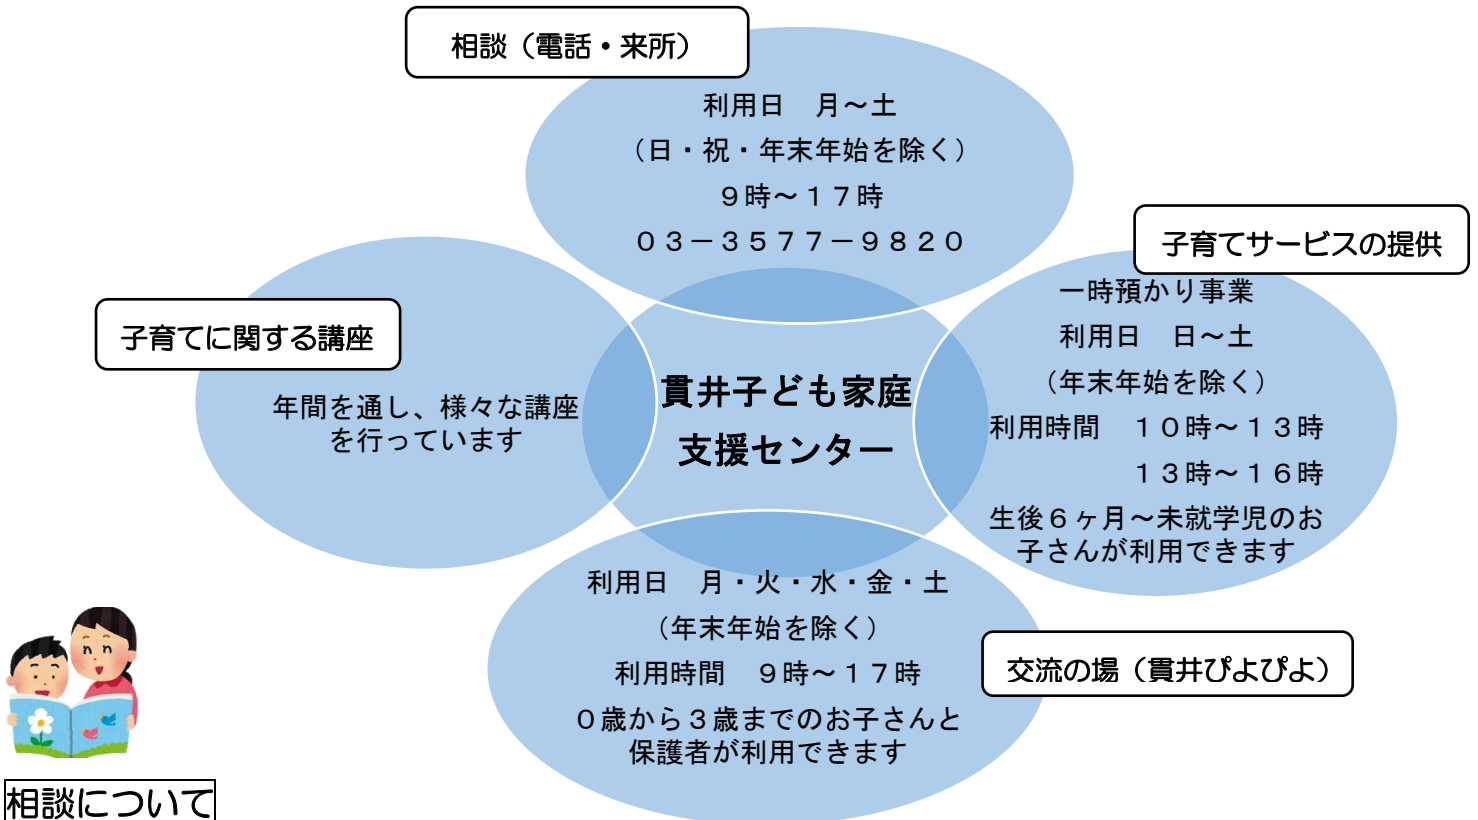 相談（電話・来所）
利用日　月～土
（日・祝・年末年始を除く）
９時～１７時
０３－３５７７－９８２０
子育てサービスの提供
一時預かり事業
利用日　日～土
（年末年始を除く）
利用時間　１０時～１３時
１３時～１６時
生後６ヶ月～未就学児のお
子さんが利用できます
子育てに関する講座
年間を通し、様々な講座
を行っています
貫井子ども家庭
支援センター
利用日　月・火・水・金・土
（年末年始を除く）
利用時間　９時～１７時
０歳から３歳までのお子さんと
保護者が利用できます
交流の場（貫井ぴよぴよ）
相談について